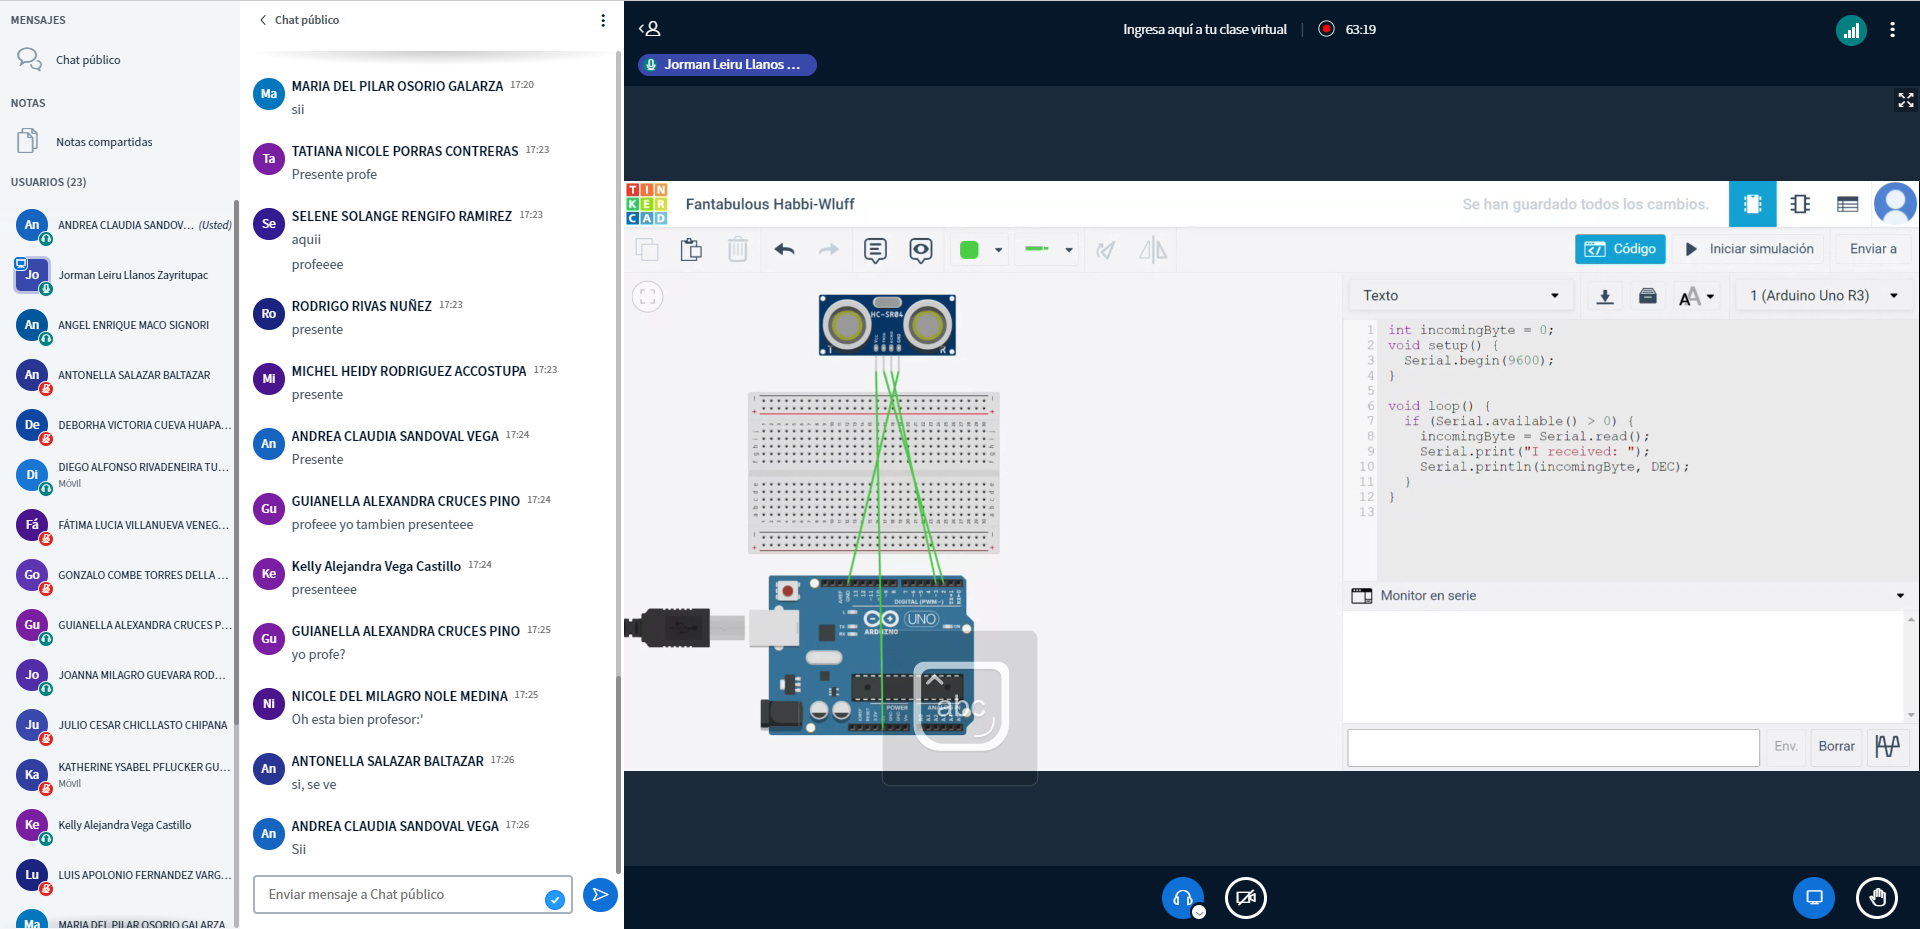 MENSAJES
Chat público
NOTAS
Notas compartidas
USUARIOS (23)
An
ANDREA CLAUDIA SANDOV... (Usted)
Jo
Jorman Leiru Llanos Zayritupac
An
ANGEL ENRIQUE MACO SIGNORI
An
ANTONELLA SALAZAR BALTAZAR
De
DEBORHA VICTORIA CUEVA HUAPA...
Di
DIEGO ALFONSO RIVADENEIRA TU...
MÓVIL
Fá
FÁTIMA LUCIA VILLANUEVA VENEG...
Go
GONZALO COMBE TORRES DELLA ...
Gu
GUIANELLA ALEXANDRA CRUCES P...
Jo
JOANNA MILAGRO GUEVARA ROD...
Ju
JULIO CESAR CHICLLASTO CHIPANA
Ka
KATHERINE YSABEL PFLUCKER GU...
MÓVIL
Ke
Kelly Alejandra Vega Castillo
Lu
LUIS APOLONIO FERNANDEZ VARG...
Ma
MARIA DEL PILAR OSORIO GALARZA
Chat público
Ma
MARIA DEL PILAR OSORIO GALARZA 17:20
sii
Ta
TATIANA NICOLE PORRAS CONTRERAS 17:23
Presente profe
Se
SELENE SOLANGE RENGIFO RAMIREZ 17:23
aquii
profeeee
Ro
RODRIGO RIVAS NUÑEZ 17:23
presente
Mi
MICHEL HEIDY RODRIGUEZ ACCOSTUPA 17:23
presente
An
ANDREA CLAUDIA SANDOVAL VEGA 17:24
Presente
Gu
GUIANELLA ALEXANDRA CRUCES PINO 17:24
profeee yo tambien presenteee
Ke
Kelly Alejandra Vega Castillo 17:24
presenteee
Gu
GUIANELLA ALEXANDRA CRUCES PINO 17:25
yo profe?
Ni
NICOLE DEL MILAGRO NOLE MEDINA 17:25
Oh esta bien profesor:'
An
ANTONELLA SALAZAR BALTAZAR 17:26
si, se ve
An
ANDREA CLAUDIA SANDOVAL VEGA 17:26
Sii
Enviar mensaje a Chat público
Ingresa aquí a tu clase virtual | 63:19
Jorman Leiru Llanos ...
TINKERCAD
Fantabulous Habbi-Wluff
Se han guardado todos los cambios.
Código
Iniciar simulación
Enviar a
Texto
AA
1 (Arduino Uno R3)
HC-SR04
T
R
1 int incomingByte = 0;
2 void setup() {
3 Serial.begin(9600);
4 }
5
6 void loop() {
7 if (Serial.available() > 0) {
8 incomingByte = Serial.read();
9 Serial.print("I received: ");
10 Serial.println(incomingByte, DEC);
11 }
12 }
13
DIGITAL (PWM~)
UNO
ARDUINO
POWER
abc
Monitor en serie
Env.
Borrar